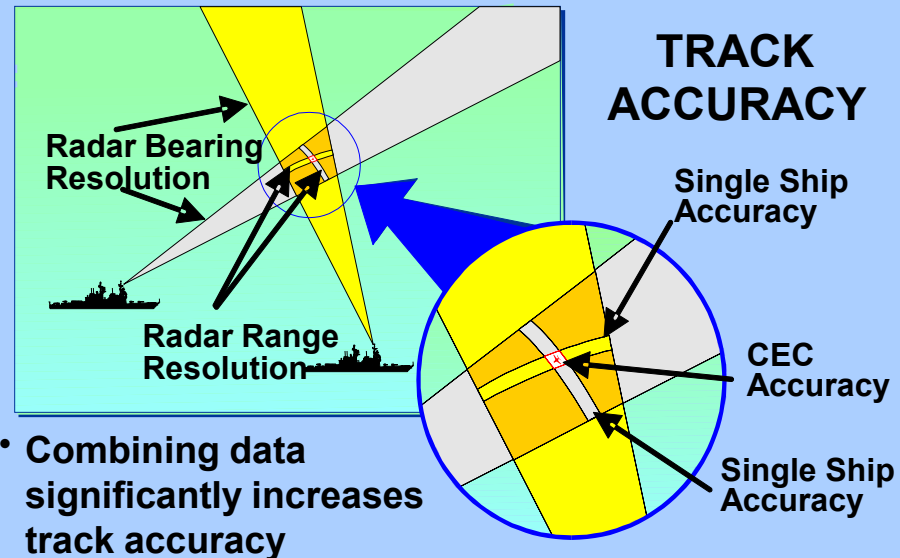 TRACK
ACCURACY
Radar Bearing
Resolution
Single Ship
Accuracy
Radar Range
Resolution
CEC
Accuracy
Single Ship
Accuracy
• Combining data
significantly increases
track accuracy